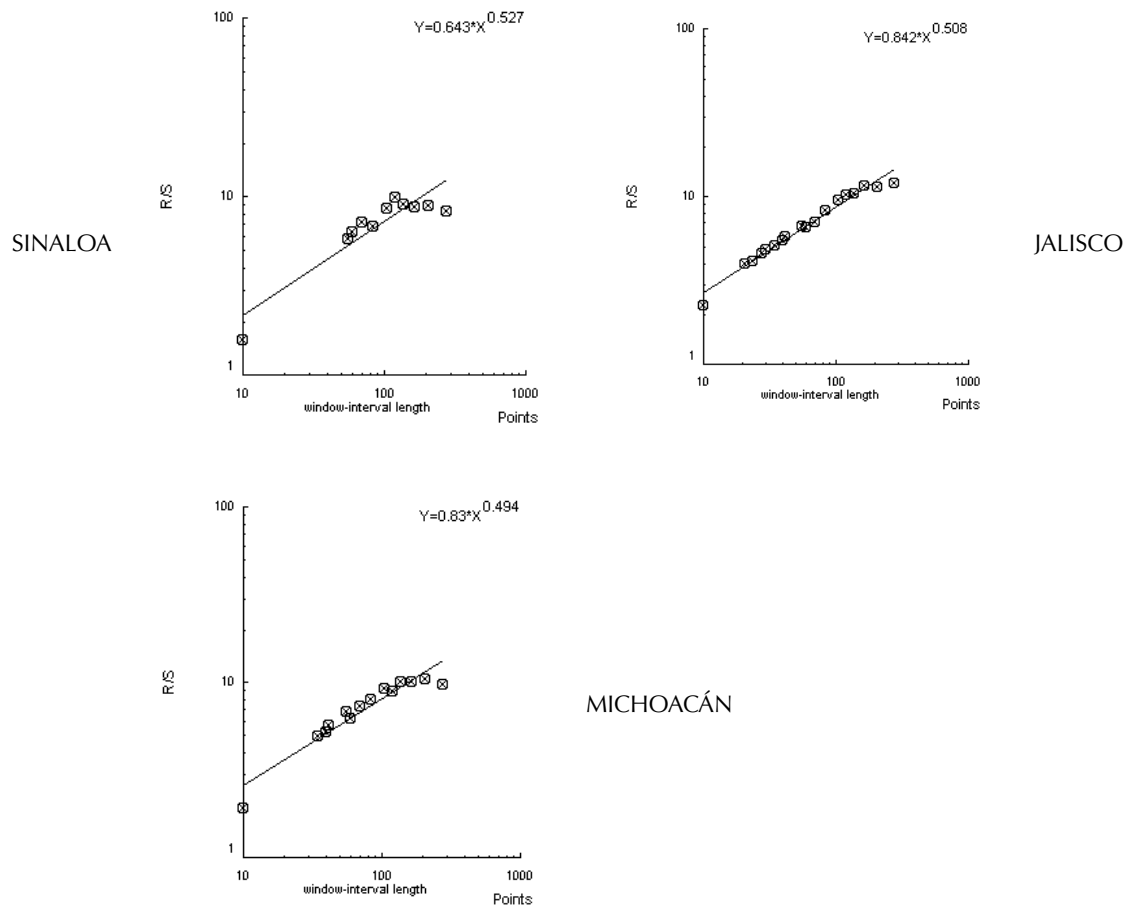 100
Y=0.643*X^0.527
R/S
10
1
10
100
1000
window-interval length
Points
SINALOA
100
Y=0.842*X^0.508
R/S
10
1
10
100
1000
window-interval length
Points
JALISCO
100
Y=0.83*X^0.494
R/S
10
1
10
100
1000
window-interval length
Points
MICHOACÁN